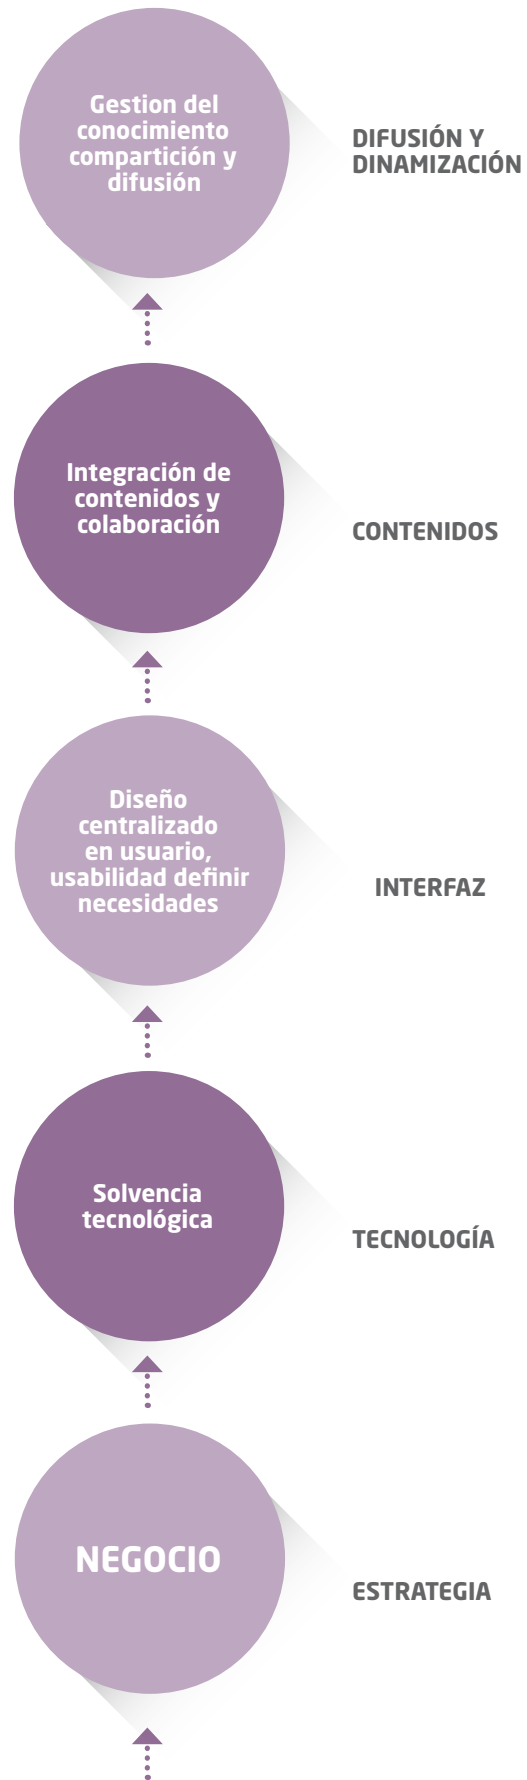 Gestion del
conocimiento
compartición y
difusión
DIFUSIÓN Y
DINAMIZACIÓN
Integración de
contenidos y
colaboración
CONTENIDOS
Diseño
centralizado
en usuario,
usabilidad definir
necesidades
INTERFAZ
Solvencia
tecnológica
TECNOLOGÍA
NEGOCIO
ESTRATEGIA